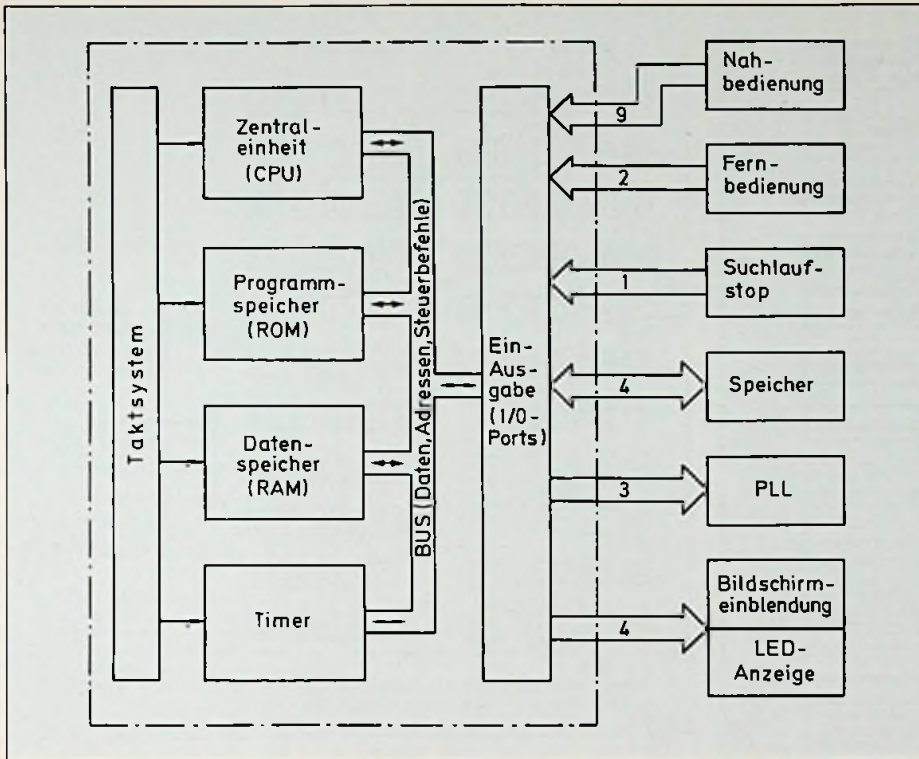 Taktsystem
Zentral-
einheit
(CPU)
Programm-
speicher
(ROM)
Daten-
speicher
(RAM)
Timer
BUS (Daten, Adressen, Steuerbefehle)
Ein-
Aus-
gabe
(I/O-
Ports)
9
2
1
4
3
4
Nah-
bedienung
Fern-
bedienung
Suchlauf-
stop
Speicher
PLL
Bildschirm-
einblendung
LED-
Anzeige